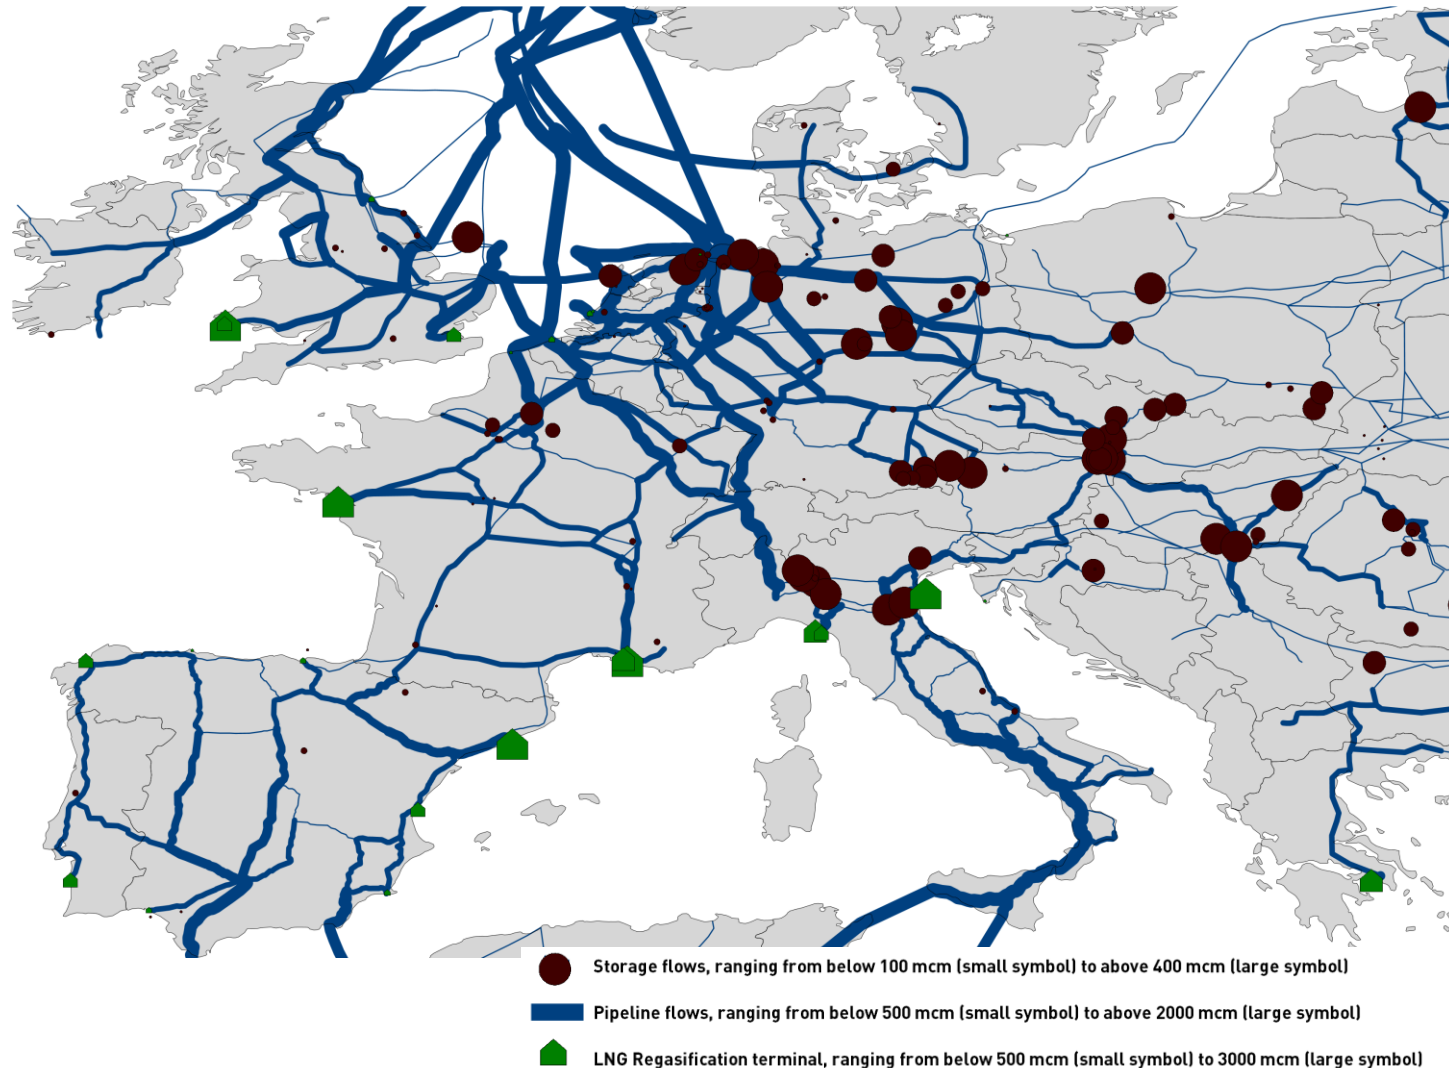 Storage flows, ranging from below 100 mcm (small symbol) to above 400 mcm (large symbol)
Pipeline flows, ranging from below 500 mcm (small symbol) to above 2000 mcm (large symbol)
LNG Regasification terminal, ranging from below 500 mcm (small symbol) to 3000 mcm (large symbol)